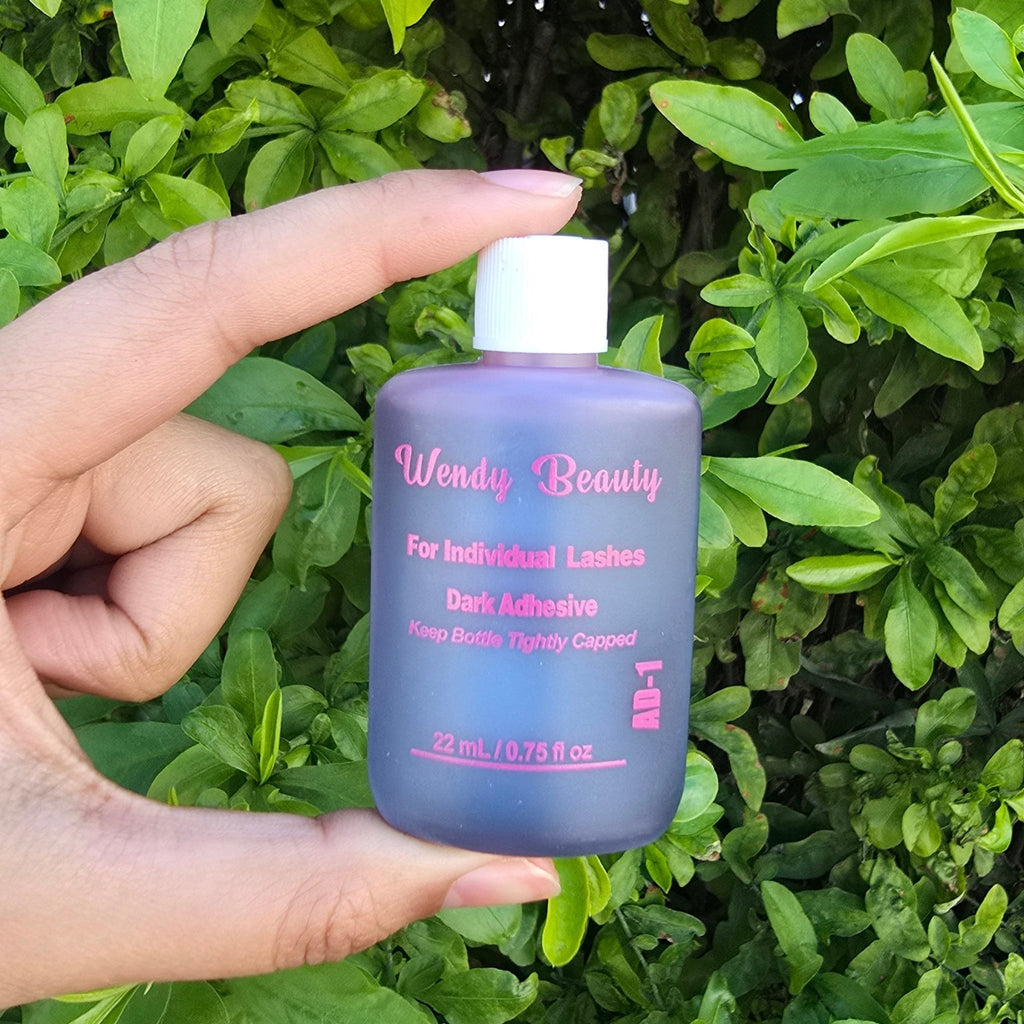 Wendy Beauty
For Individual Lashes
Dark Adhesive
Keep Bottle Tightly Capped
AD-1
22 mL / 0.75 fl oz